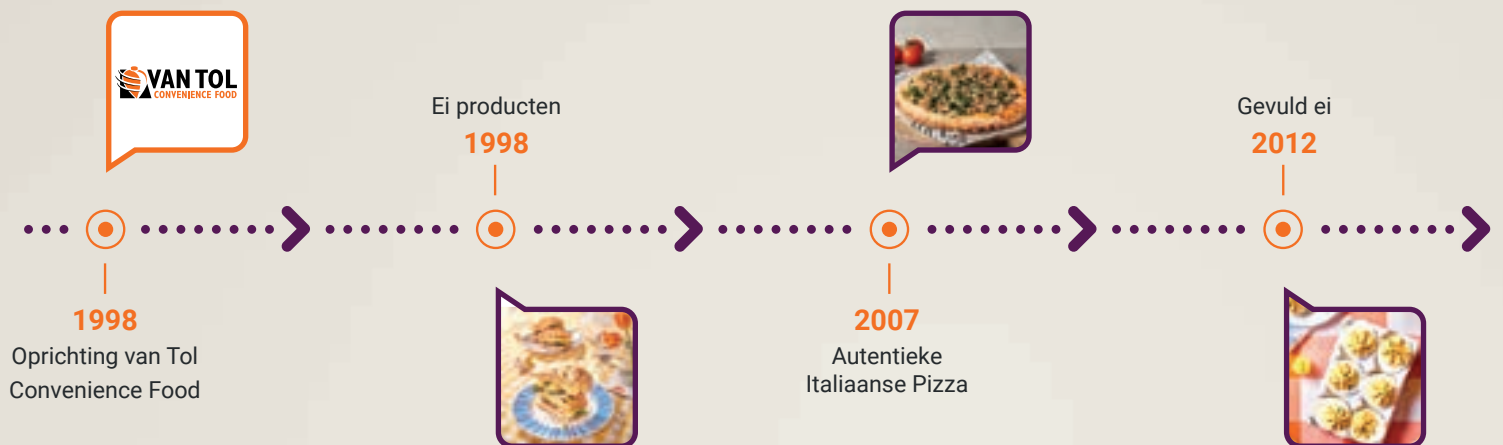 VAN TOL
CONVENIENCE FOOD
1998
Oprichting van Tol
Convenience Food
Ei producten
1998
2007
Autentieke
Italiaanse Pizza
Gevuld ei
2012